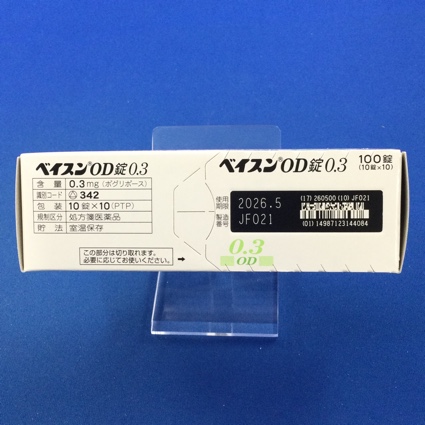 ベイスン®OD錠0.3
含　量 0.3mg(ボグリボース)
識別コード 342
包　装 10錠×10(PTP)
規制区分 処方箋医薬品
貯　法 室温保存
この部分は切り取れます。
必要に応じてお使いください。
ベイスン®OD錠0.3
100錠
(10錠×10)
使用期限 2026.5
製造番号 JF021
(17) 260500 (10) JF021
(01) 14987123144084
0.3
OD